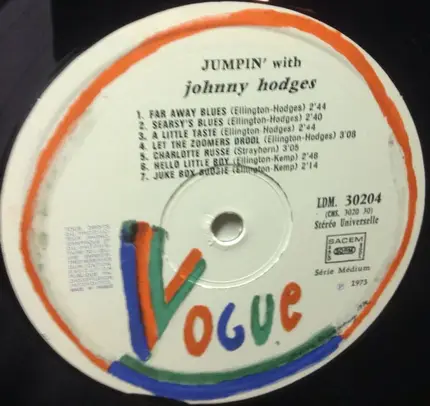 JUMPIN' with
johnny hodges
1. FAR AWAY BLUES (Ellington-Hodges) 2'44
2. SEARSY'S BLUES (Ellington-Hodges) 2'40
3. A LITTLE TASTE (Ellington-Hodges) 2'44
4. LET THE ZOOMERS DROOL (Ellington-Hodges) 3'08
5. CHARLOTTE RUSSE (Strayhorn) 3'05
6. HELLO LITTLE BOY (Ellington-Kemp) 2'48
7. JUKE BOX BOOGIE (Ellington-Kemp) 2'14
LDM. 30204
Stéréo Universelle
SACEM
Série Médium
℗ 1975
VOGUE